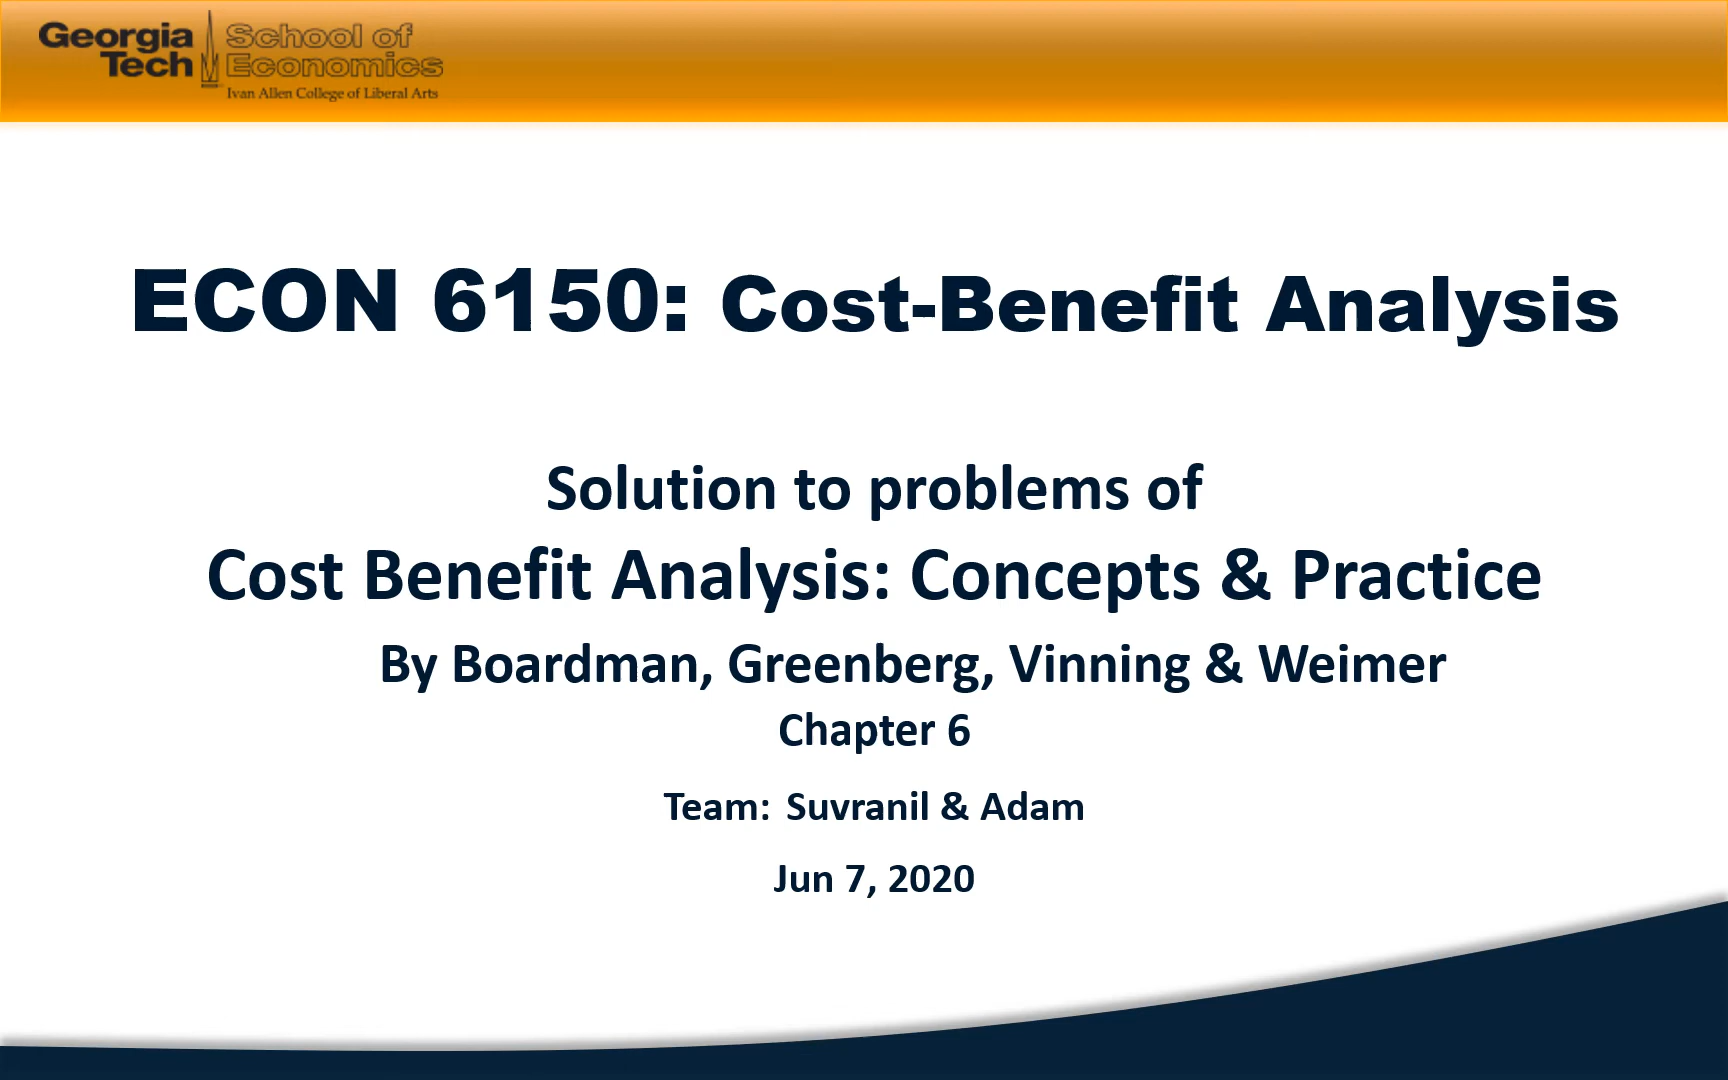 Georgia Tech
School of Economics
Ivan Allen College of Liberal Arts
ECON 6150: Cost-Benefit Analysis
Solution to problems of
Cost Benefit Analysis: Concepts & Practice
By Boardman, Greenberg, Vinning & Weimer
Chapter 6
Team: Suvranil & Adam
Jun 7, 2020